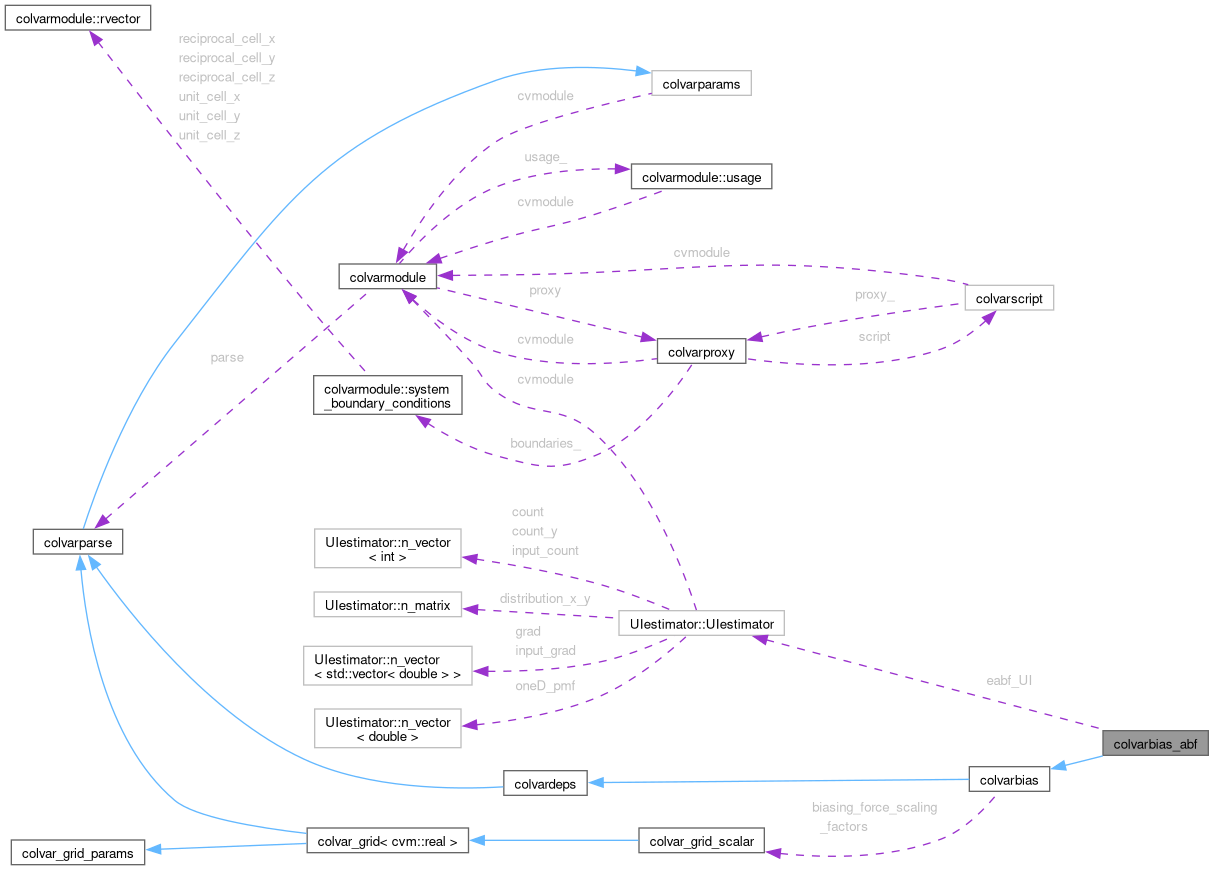 colvarmodule::rvector
reciprocal_cell_x
reciprocal_cell_y
reciprocal_cell_z
unit_cell_x
unit_cell_y
unit_cell_z
colvarparams
cvmodule
usage_
colvarmodule::usage
cvmodule
cvmodule
colvarmodule
proxy
proxy_
colvarscript
cvmodule
script
colvarproxy
parse
cvmodule
colvarmodule::system
_boundary_conditions
boundaries_
colvarparse
count
count_y
input_count
UIestimator::n_vector
< int >
distribution_x_y
UIestimator::n_matrix
UIestimator::UIestimator
grad
input_grad
UIestimator::n_vector
< std::vector< double > >
oneD_pmf
UIestimator::n_vector
< double >
eabf_UI
colvarbias_abf
colvardeps
colvarbias
biasing_force_scaling
_factors
colvar_grid_params
colvar_grid< cvm::real >
colvar_grid_scalar